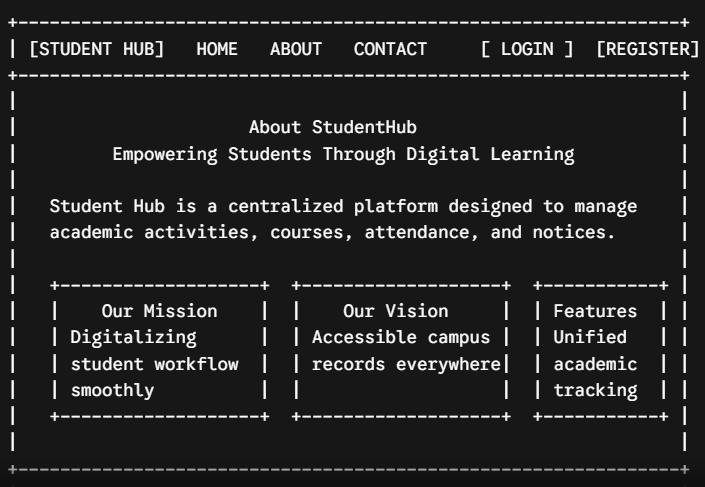 [STUDENT HUB] HOME ABOUT CONTACT [ LOGIN ] [REGISTER]
About StudentHub
Empowering Students Through Digital Learning
Student Hub is a centralized platform designed to manage
academic activities, courses, attendance, and notices.
Our Mission Our Vision Features
Digitalizing Accessible campus Unified
student workflow records everywhere academic
smoothly tracking